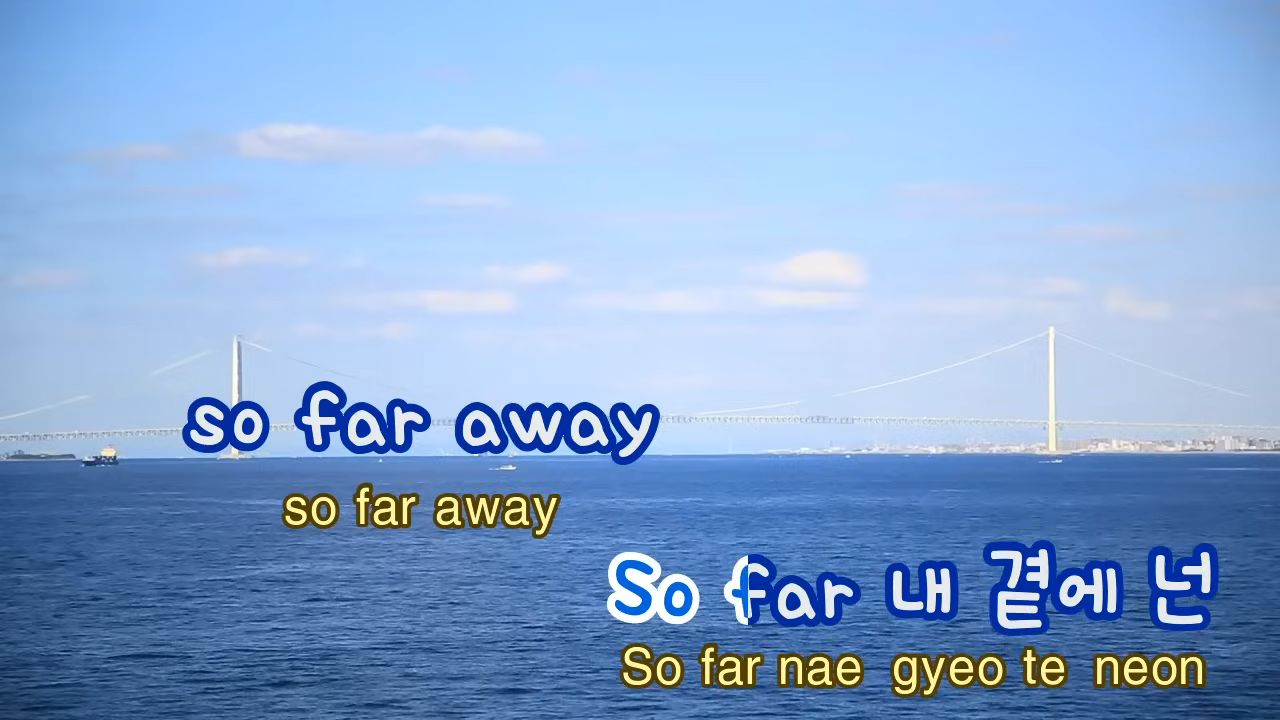 so far away
so far away
So far 내 곁에 넌
So far nae gyeo te neon